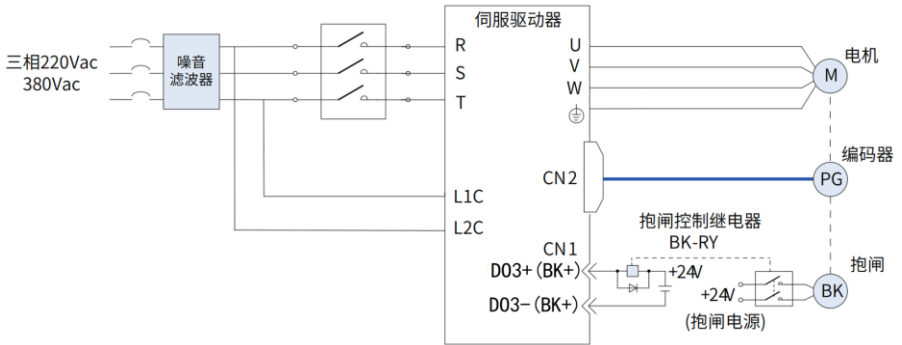 伺服驱动器
三相220Vac
380Vac
噪音
滤波器
R
S
T
U
V
W
电机
M
CN2
编码器
PG
L1C
L2C
抱闸控制继电器
BK-RY
CN1
DO3+(BK+)
+24V
DO3-(BK+)
+24V
(抱闸电源)
抱闸
BK